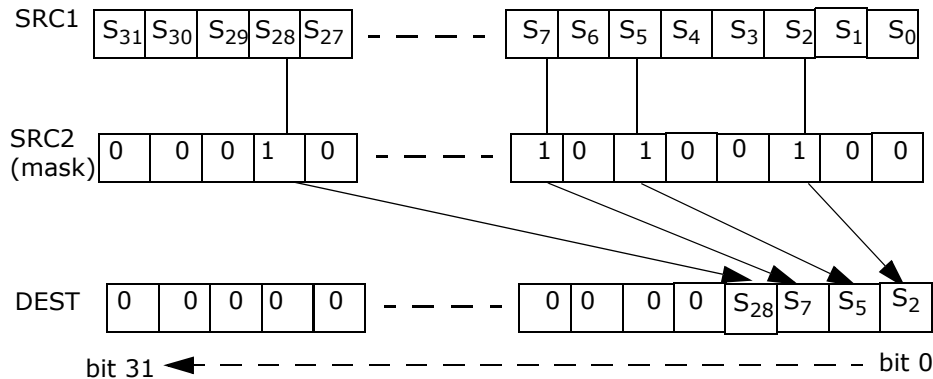 SRC1
S31 S30 S29 S28 S27 S7 S6 S5 S4 S3 S2 S1 S0
SRC2
(mask)
0 0 0 1 0 1 0 1 0 0 1 0 0
DEST 0 0 0 0 0 0 0 0 0 S28 S7 S5 S2
bit 31 bit 0